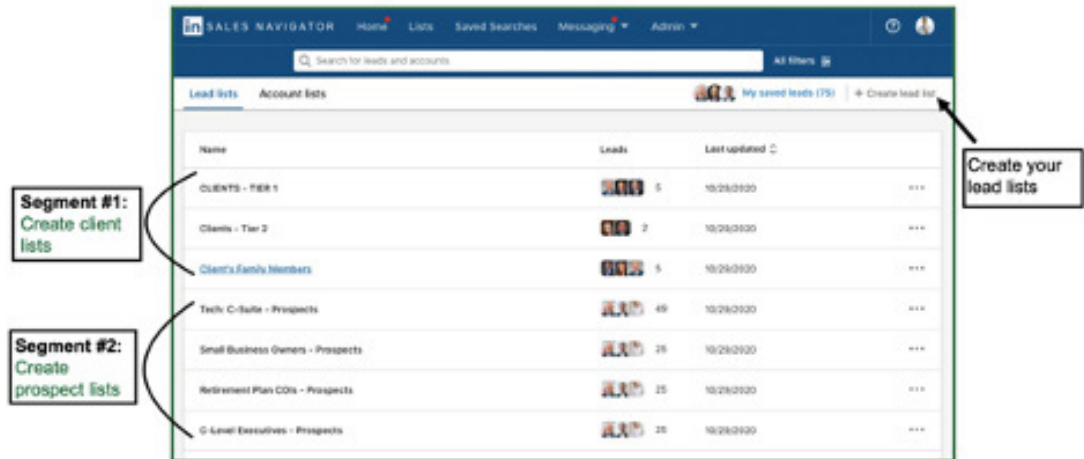 in SALES NAVIGATOR Home Lists Saved Searches Messaging Admin
Search for leads and accounts
All filters
Lead lists Account lists My saved leads (75) + Create lead list
Name Leads Last updated
CLIENTS - TIER 1 5 10/29/2020
Clients - Tier 2 2 10/29/2020
Client's Family Members 5 10/29/2020
Tech: C-Suite - Prospects 49 10/29/2020
Small Business Owners - Prospects 25 10/29/2020
Retirement Plan COIs - Prospects 25 10/29/2020
C-Level Executives - Prospects 25 10/29/2020
Segment #1:
Create client
lists
Segment #2:
Create
prospect lists
Create your
lead lists